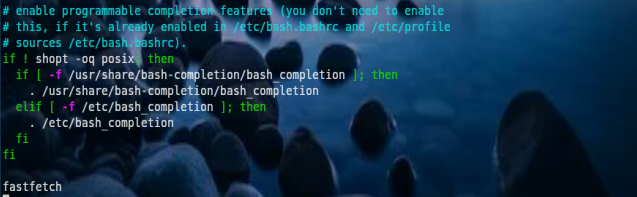 # enable programmable completion features (you don't need to enable
# this, if it's already enabled in /etc/bash.bashrc and /etc/profile
# sources /etc/bash.bashrc).
if ! shopt -oq posix; then
  if [ -f /usr/share/bash-completion/bash_completion ]; then
    . /usr/share/bash-completion/bash_completion
  elif [ -f /etc/bash_completion ]; then
    . /etc/bash_completion
  fi
fi

fastfetch